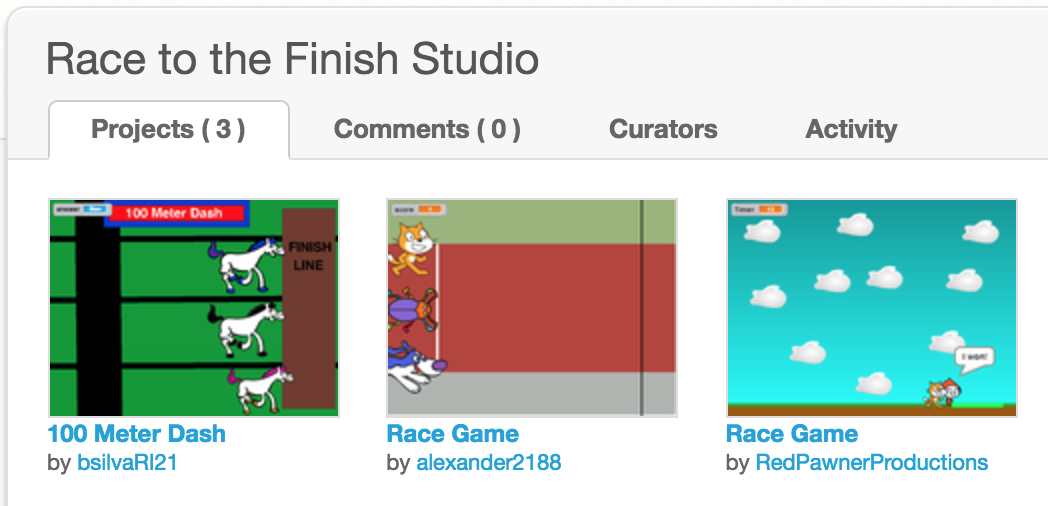 Race to the Finish Studio
Projects ( 3 )
Comments ( 0 )
Curators
Activity
answer
100 Meter Dash
FINISH
LINE
score
Timer
I won!
100 Meter Dash
by bsilvaRI21
Race Game
by alexander2188
Race Game
by RedPawnerProductions